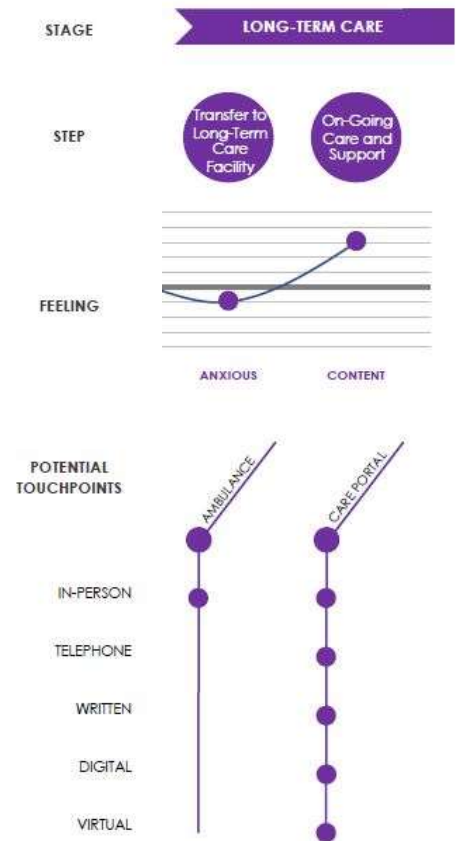 STAGE
LONG-TERM CARE
STEP
Transfer to
Long-Term
Care
Facility
On-Going
Care and
Support
FEELING
ANXIOUS
CONTENT
POTENTIAL
TOUCHPOINTS
AMBULANCE
CARE PORTAL
IN-PERSON
TELEPHONE
WRITTEN
DIGITAL
VIRTUAL